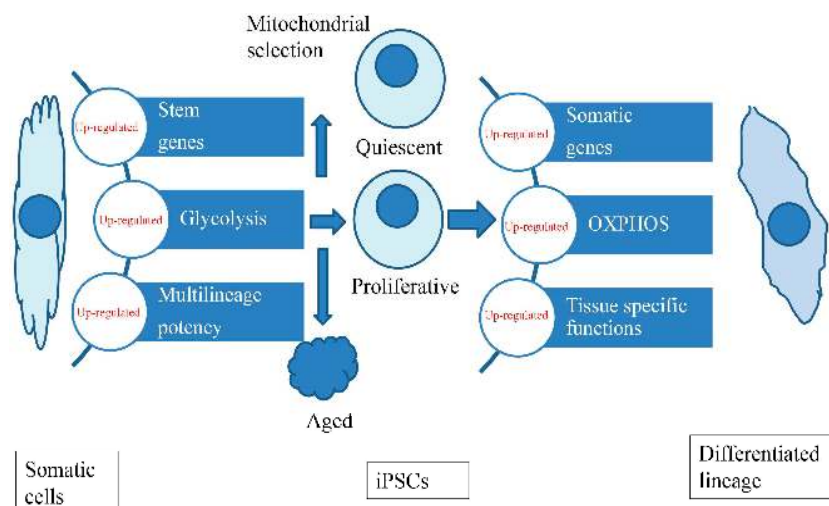 Mitochondrial
selection
Up-regulated
Stem
genes
Up-regulated
Glycolysis
Up-regulated
Multilineage
potency
Quiescent
Proliferative
Aged
Up-regulated
Somatic
genes
Up-regulated
OXPHOS
Up-regulated
Tissue specific
functions
Somatic
cells
iPSCs
Differentiated
lineage